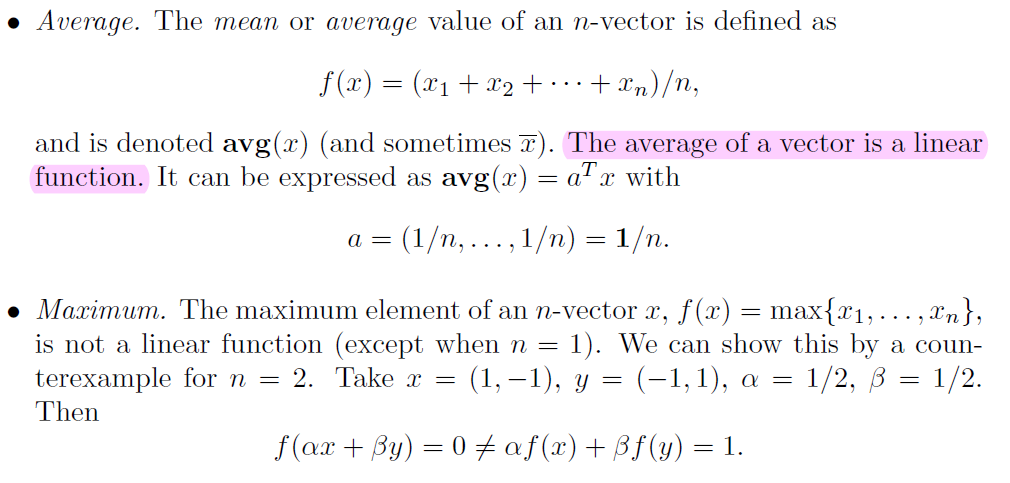 • Average. The mean or average value of an n-vector is defined as
f(x) = (x₁ + x₂ + ··· + xₙ)/n,
and is denoted avg(x) (and sometimes x̅). The average of a vector is a linear
function. It can be expressed as avg(x) = aᵀx with
a = (1/n, . . . , 1/n) = 1/n.
• Maximum. The maximum element of an n-vector x, f(x) = max{x₁, . . . , xₙ},
is not a linear function (except when n = 1). We can show this by a coun-
terexample for n = 2. Take x = (1, −1), y = (−1, 1), α = 1/2, β = 1/2.
Then
f(αx + βy) = 0 ≠ αf(x) + βf(y) = 1.